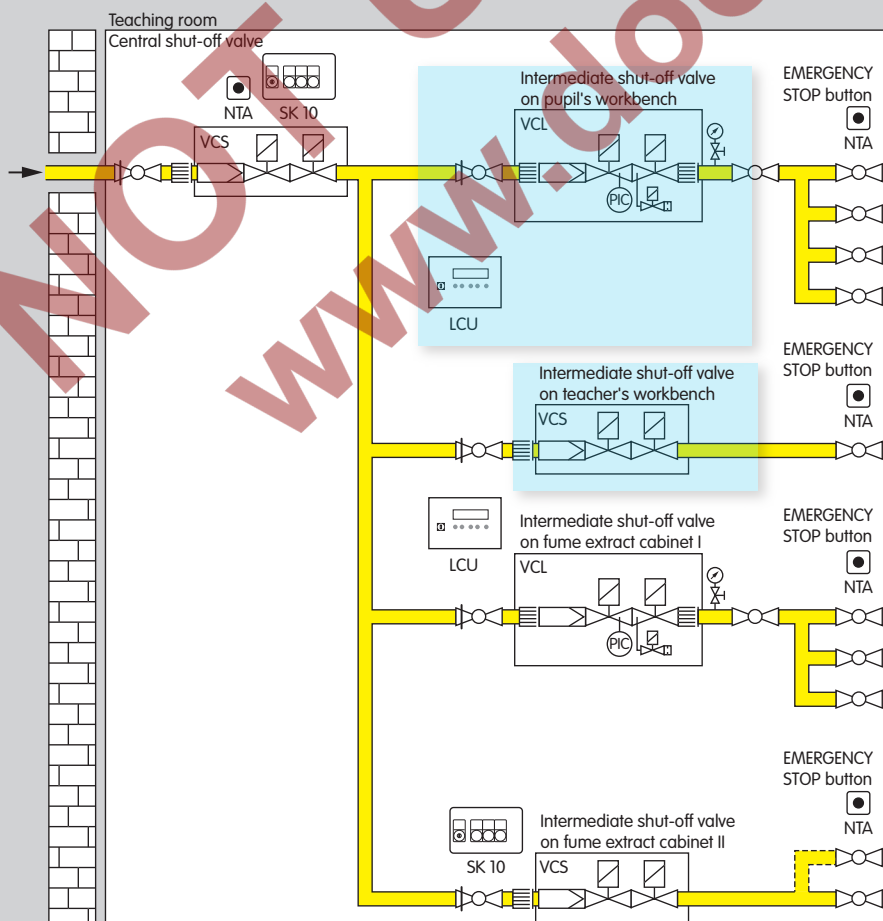 Teaching room
Central shut-off valve
NTA
SK 10
VCS
Intermediate shut-off valve
on pupil's workbench
VCL
PIC
LCU
EMERGENCY
STOP button
NTA
Intermediate shut-off valve
on teacher's workbench
VCS
EMERGENCY
STOP button
NTA
LCU
Intermediate shut-off valve
on fume extract cabinet I
VCL
PIC
EMERGENCY
STOP button
NTA
SK 10
Intermediate shut-off valve
on fume extract cabinet II
VCS
EMERGENCY
STOP button
NTA
NOT
www.doc